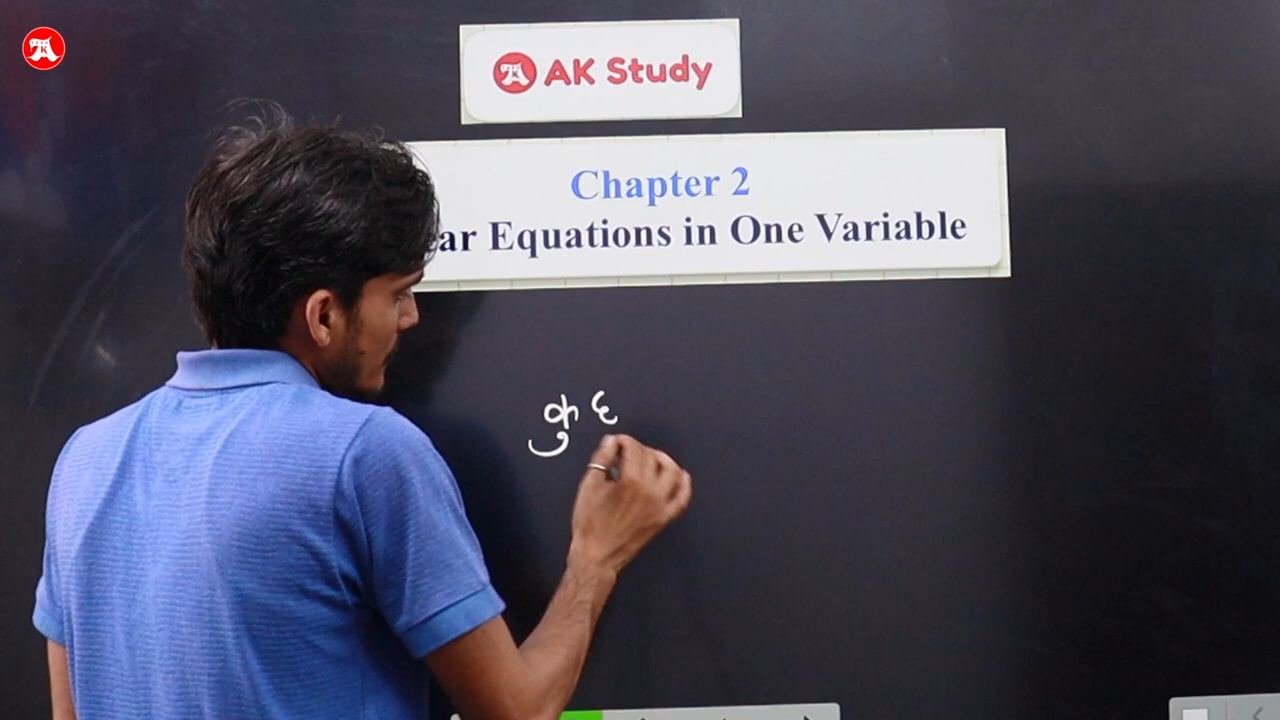 AK Study
Chapter 2
ar Equations in One Variable
कु